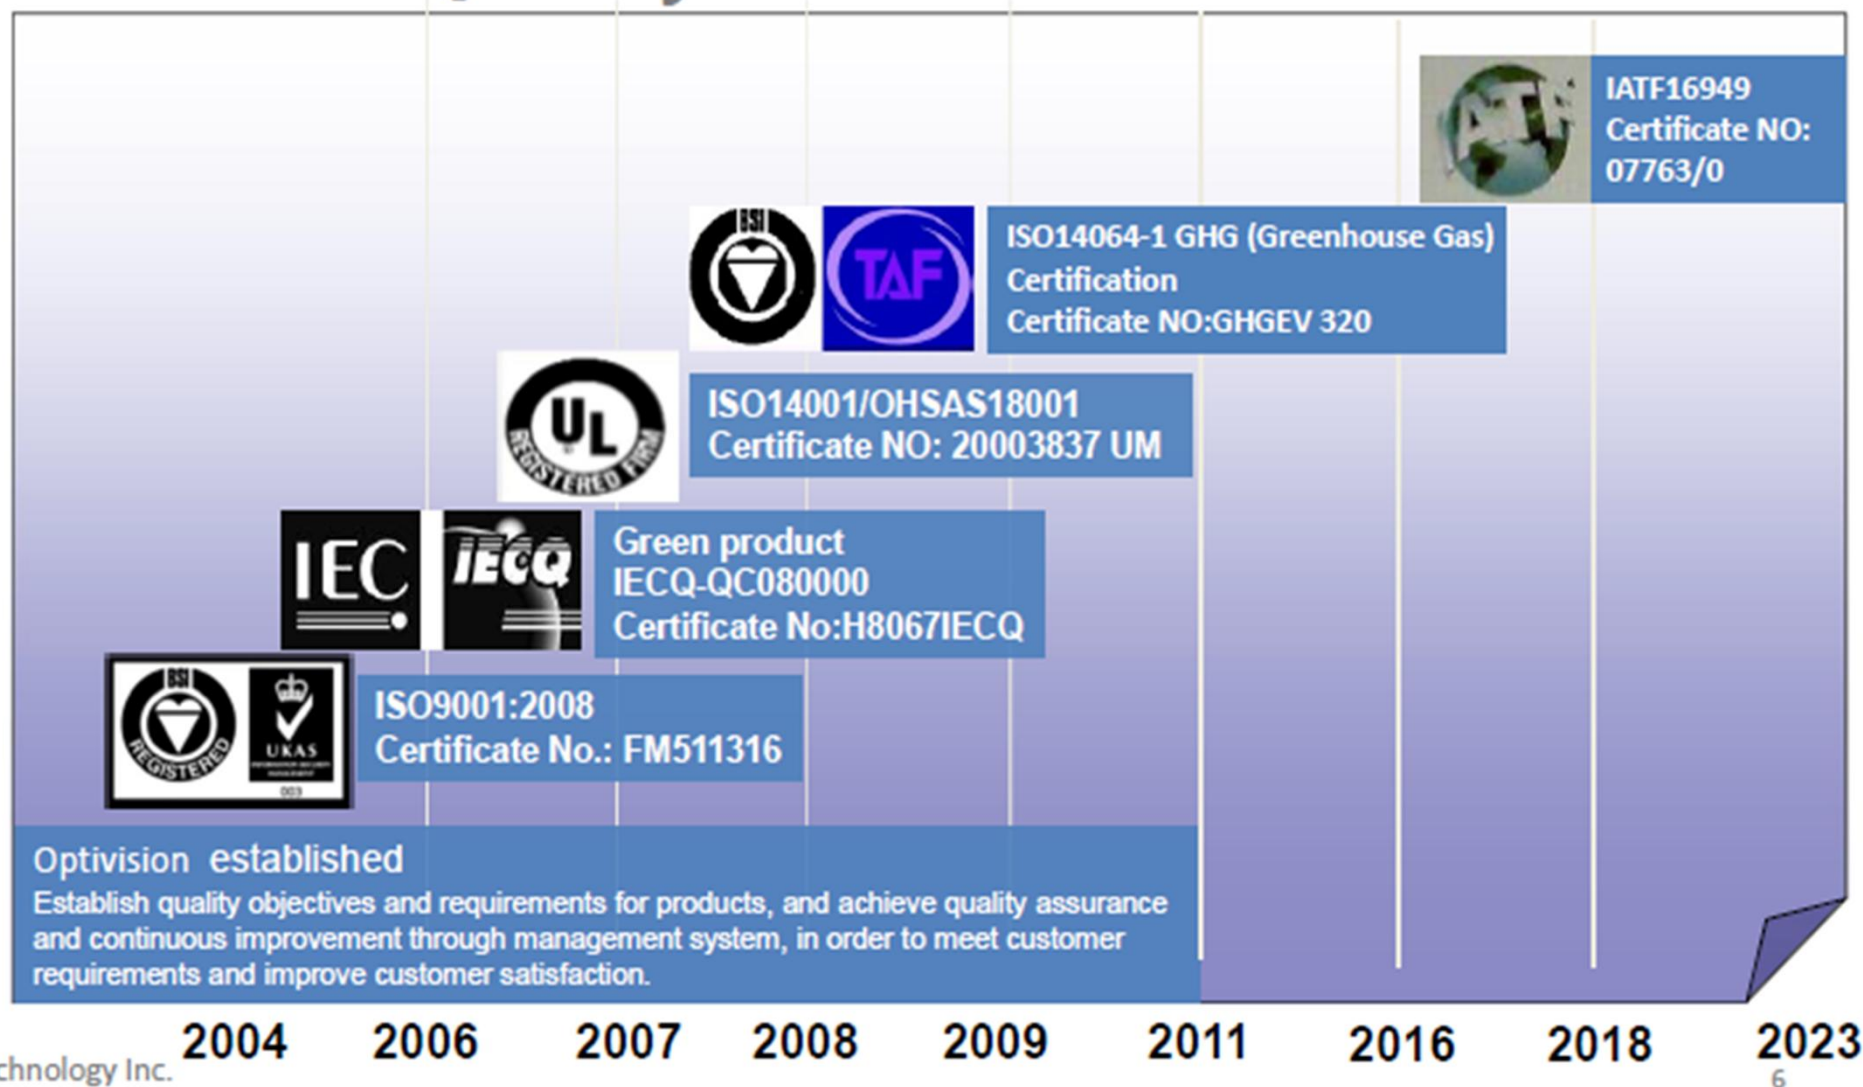 IATF16949
Certificate NO:
07763/0
BSI
TAF
ISO14064-1 GHG (Greenhouse Gas)
Certification
Certificate NO:GHGEV 320
UL
REGISTERED FIRM
ISO14001/OHSAS18001
Certificate NO: 20003837 UM
IEC
IECQ
Green product
IECQ-QC080000
Certificate No:H8067IECQ
BSI
REGISTERED
UKAS
003
ISO9001:2008
Certificate No.: FM511316
Optivision established
Establish quality objectives and requirements for products, and achieve quality assurance
and continuous improvement through management system, in order to meet customer
requirements and improve customer satisfaction.
2004 2006 2007 2008 2009 2011 2016 2018 2023
chnology Inc.
6